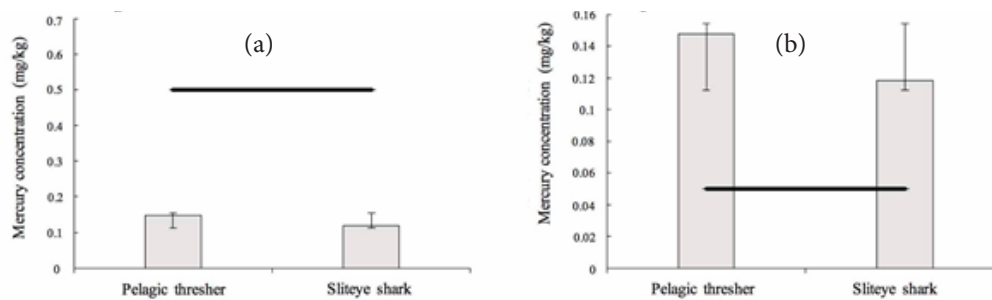 Mercury concentration (mg/kg)
0.7
0.6
0.5
0.4
0.3
0.2
0.1
0
(a)
Pelagic thresher
Sliteye shark
Mercury concentration (mg/kg)
0.16
0.14
0.12
0.1
0.08
0.06
0.04
0.02
0
(b)
Pelagic thresher
Sliteye shark